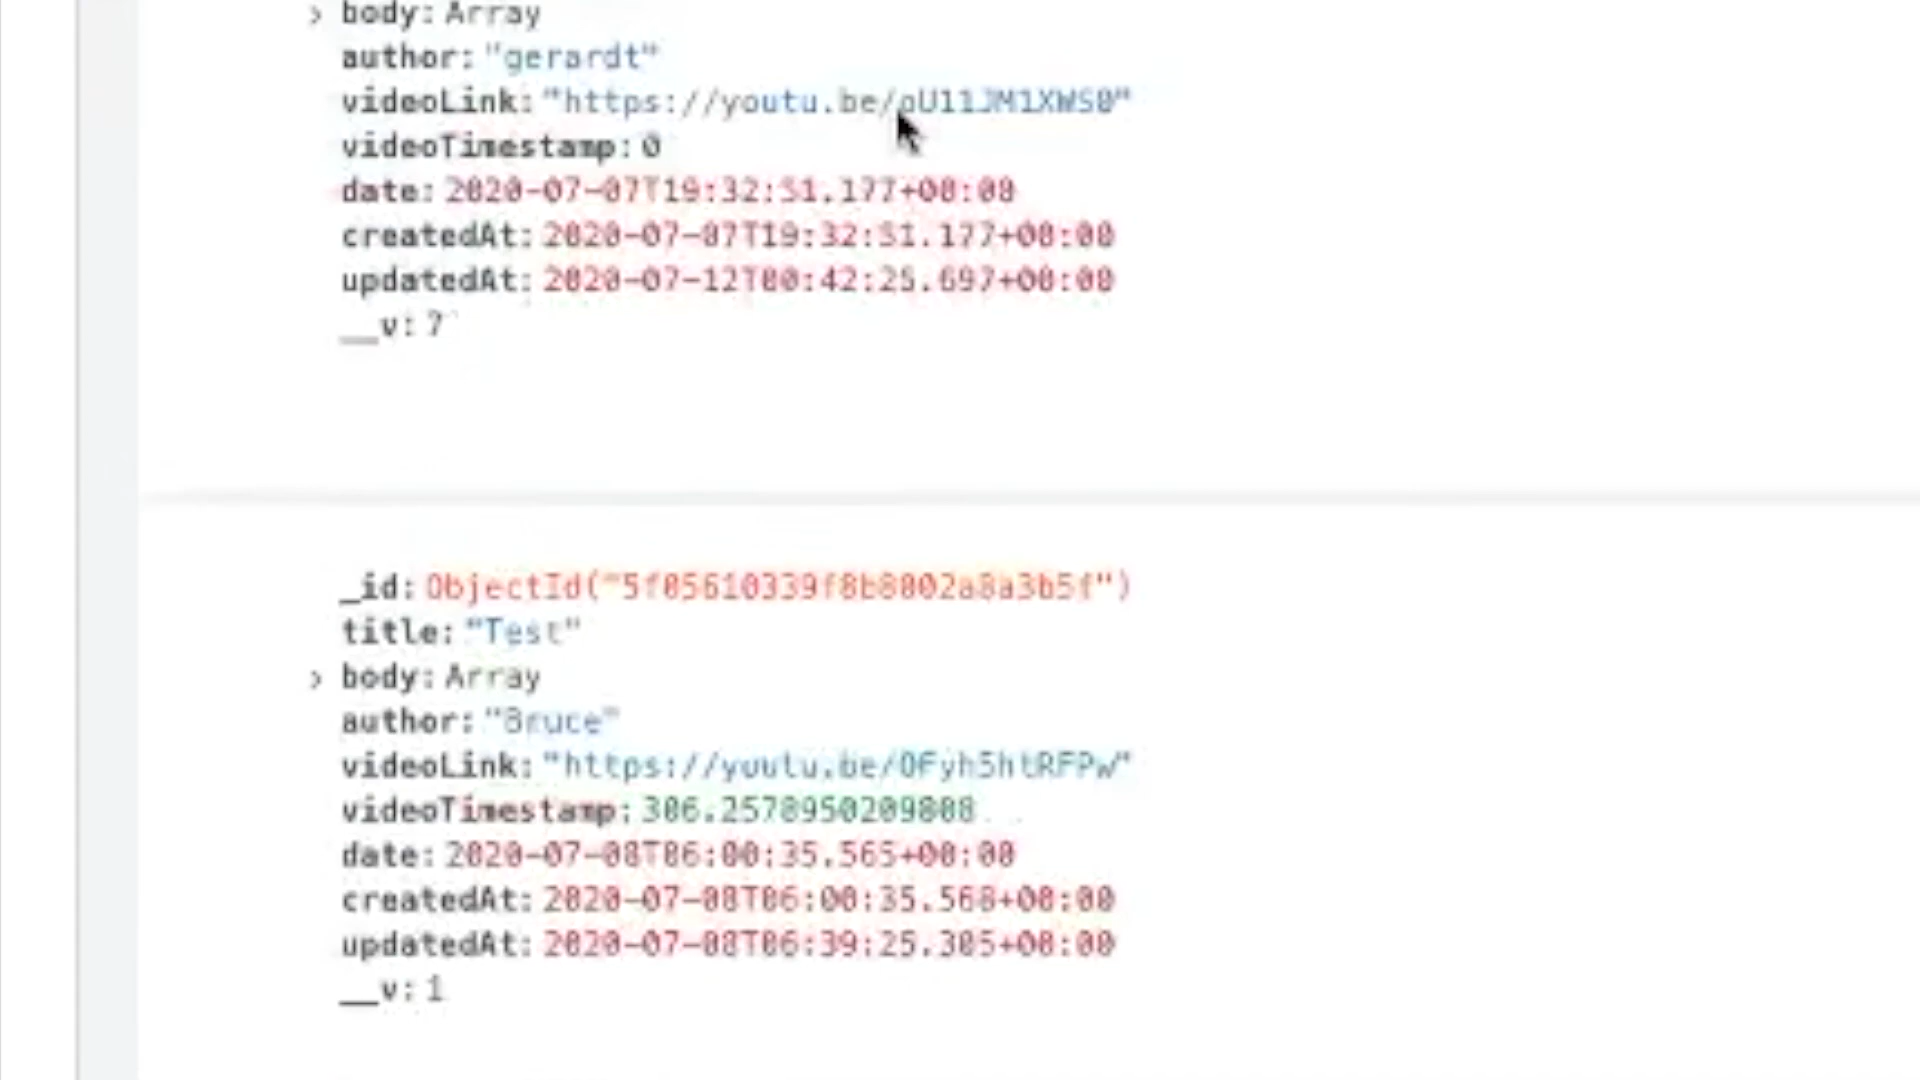 body: Array
author: "gerardt"
videoLink: "https://youtu.be/oU11JM1XWS0"
videoTimestamp: 0
date: 2020-07-07T19:32:51.177+00:00
createdAt: 2020-07-07T19:32:51.177+00:00
updatedAt: 2020-07-12T00:42:25.697+00:00
__v: 7
_id: ObjectId("5f05610339f8b8002a8a3b5f")
title: "Test"
body: Array
author: "Bruce"
videoLink: "https://youtu.be/OFyh5htRFPw"
videoTimestamp: 306.2578950209808
date: 2020-07-08T06:00:35.565+00:00
createdAt: 2020-07-08T06:00:35.568+00:00
updatedAt: 2020-07-08T06:39:25.305+00:00
__v: 1